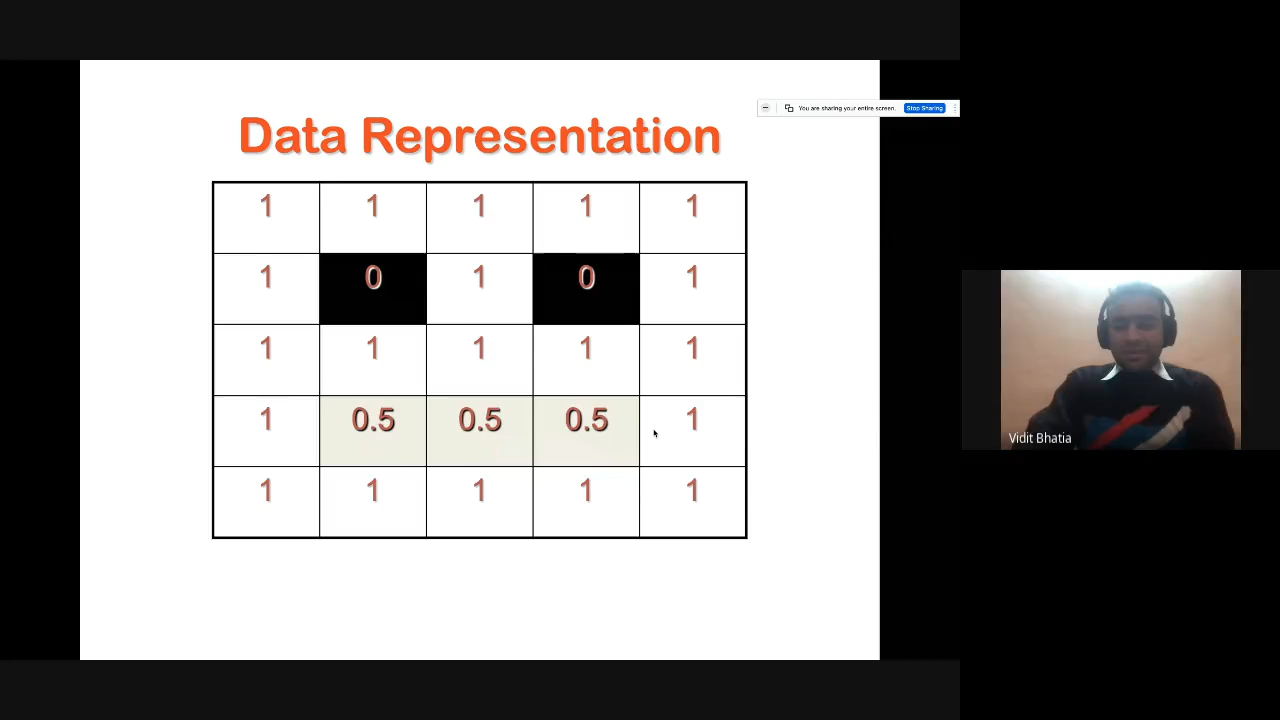 You are sharing your entire screen. Stop Sharing
Data Representation
1 1 1 1 1
1 0 1 0 1
1 1 1 1 1
1 0.5 0.5 0.5 1
1 1 1 1 1
Vidit Bhatia